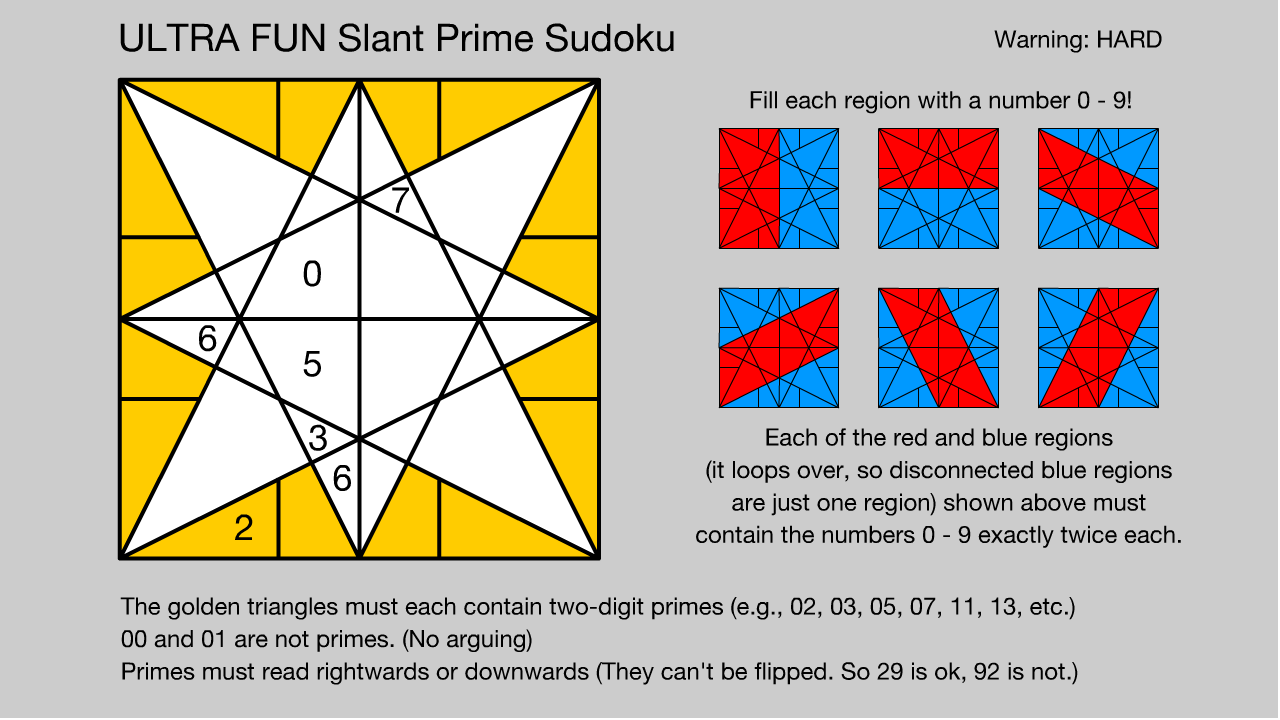 ULTRA FUN Slant Prime Sudoku
Warning: HARD
Fill each region with a number 0 - 9!
7
0
6
5
3
6
2
Each of the red and blue regions
(it loops over, so disconnected blue regions
are just one region) shown above must
contain the numbers 0 - 9 exactly twice each.
The golden triangles must each contain two-digit primes (e.g., 02, 03, 05, 07, 11, 13, etc.)
00 and 01 are not primes. (No arguing)
Primes must read rightwards or downwards (They can't be flipped. So 29 is ok, 92 is not.)